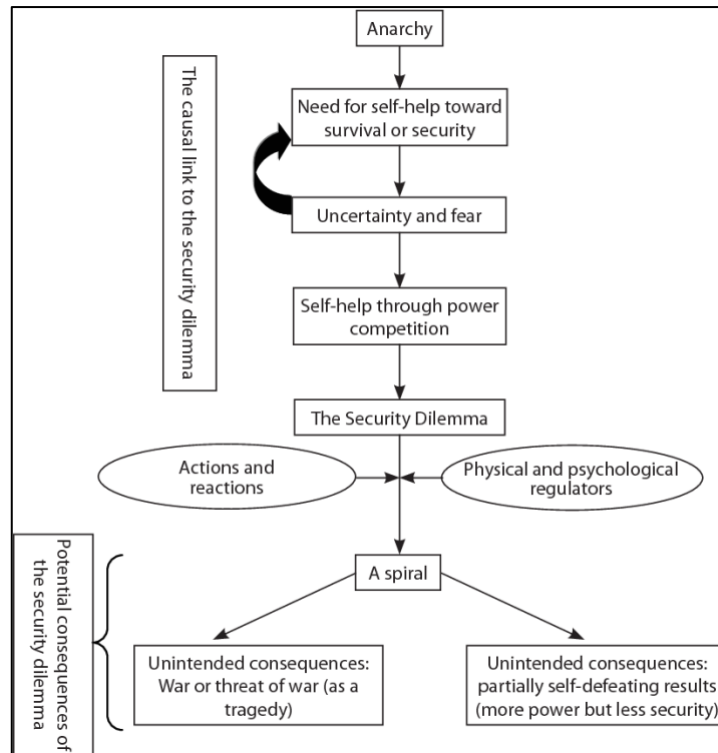 Anarchy
The causal link to the security dilemma
Need for self-help toward
survival or security
Uncertainty and fear
Self-help through power
competition
The Security Dilemma
Actions and
reactions
Physical and psychological
regulators
Potential consequences of
the security dilemma
A spiral
Unintended consequences:
War or threat of war (as a
tragedy)
Unintended consequences:
partially self-defeating results
(more power but less security)